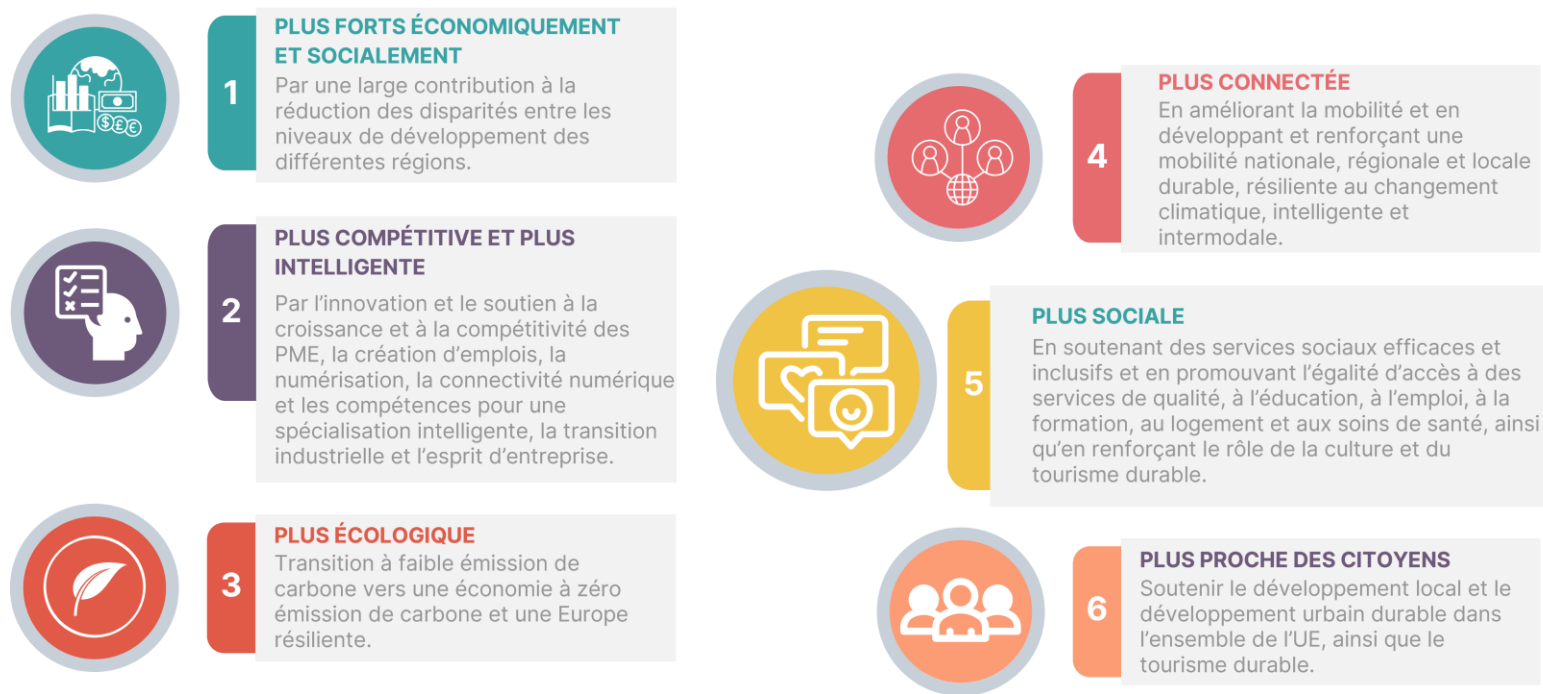 1
PLUS FORTS ÉCONOMIQUEMENT
ET SOCIALEMENT
Par une large contribution à la
réduction des disparités entre les
niveaux de développement des
différentes régions.
2
PLUS COMPÉTITIVE ET PLUS
INTELLIGENTE
Par l’innovation et le soutien à la
croissance et à la compétitivité des
PME, la création d’emplois, la
numérisation, la connectivité numérique
et les compétences pour une
spécialisation intelligente, la transition
industrielle et l’esprit d’entreprise.
3
PLUS ÉCOLOGIQUE
Transition à faible émission de
carbone vers une économie à zéro
émission de carbone et une Europe
résiliente.
4
PLUS CONNECTÉE
En améliorant la mobilité et en
développant et renforçant une
mobilité nationale, régionale et locale
durable, résiliente au changement
climatique, intelligente et
intermodale.
5
PLUS SOCIALE
En soutenant des services sociaux efficaces et
inclusifs et en promouvant l’égalité d’accès à des
services de qualité, à l’éducation, à l’emploi, à la
formation, au logement et aux soins de santé, ainsi
qu’en renforçant le rôle de la culture et du
tourisme durable.
6
PLUS PROCHE DES CITOYENS
Soutenir le développement local et le
développement urbain durable dans
l’ensemble de l’UE, ainsi que le
tourisme durable.